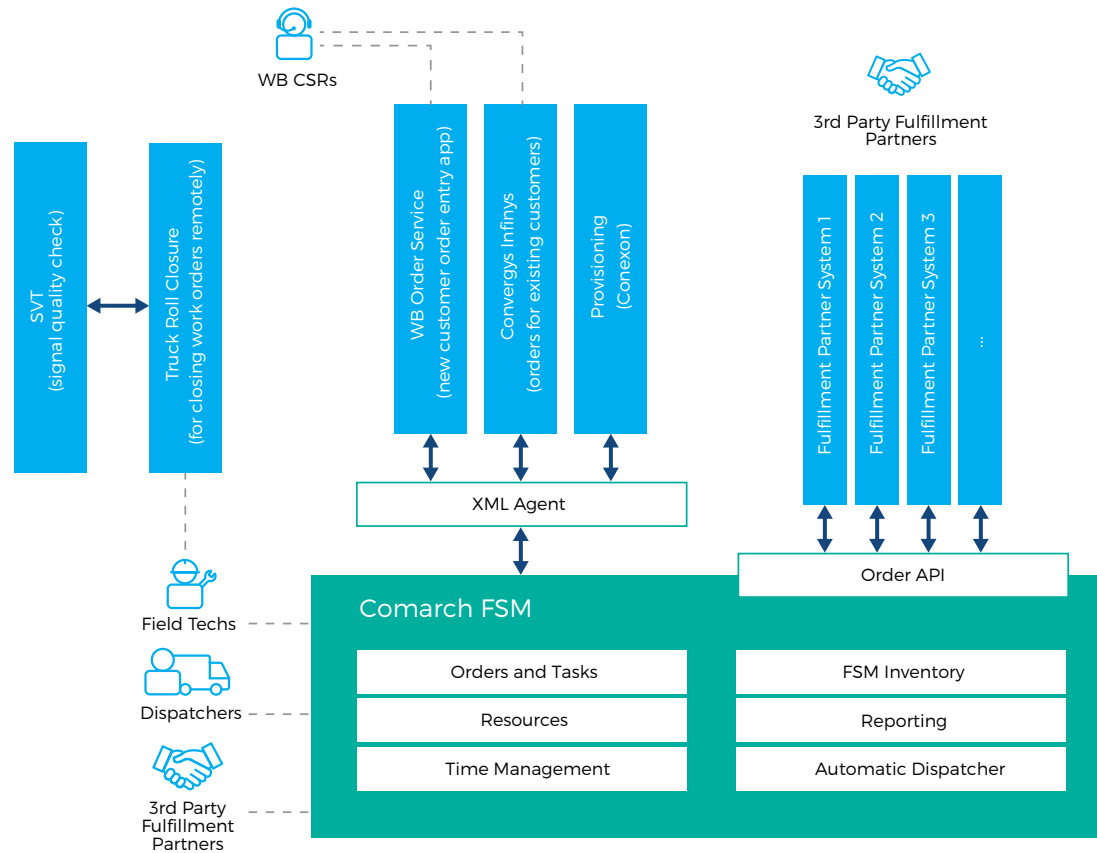 WB CSRs
3rd Party Fulfillment
Partners
SVT
(signal quality check)
Truck Roll Closure
(for closing work orders remotely)
WB Order Service
(new customer order entry app)
Convergys Infinys
(orders for existing customers)
Provisioning
(Conexon)
Fulfillment Partner System 1
Fulfillment Partner System 2
Fulfillment Partner System 3
...
XML Agent
Order API
Comarch FSM
Field Techs
Orders and Tasks
FSM Inventory
Dispatchers
Resources
Reporting
Time Management
Automatic Dispatcher
3rd Party
Fulfillment
Partners